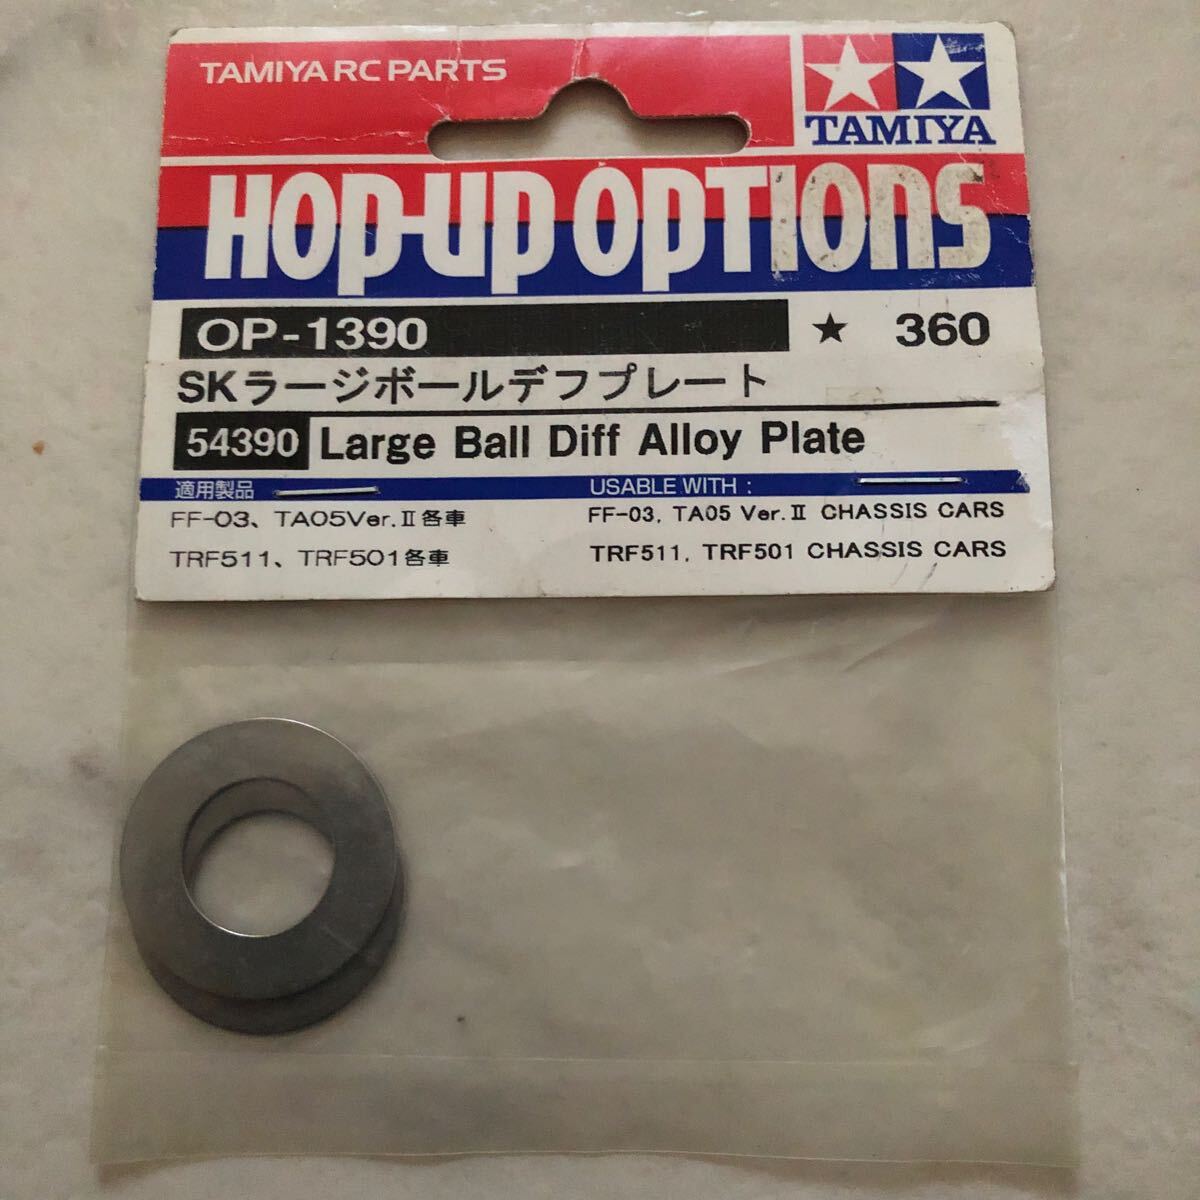 TAMIYA RC PARTS
TAMIYA
HOP-UP OPTIONS
OP-1390 ★ 360
SKラージボールデフプレート
54390 Large Ball Diff Alloy Plate
適用製品
FF-03、TA05Ver.Ⅱ各車
TRF511、TRF501各車
USABLE WITH :
FF-03, TA05 Ver.Ⅱ CHASSIS CARS
TRF511, TRF501 CHASSIS CARS